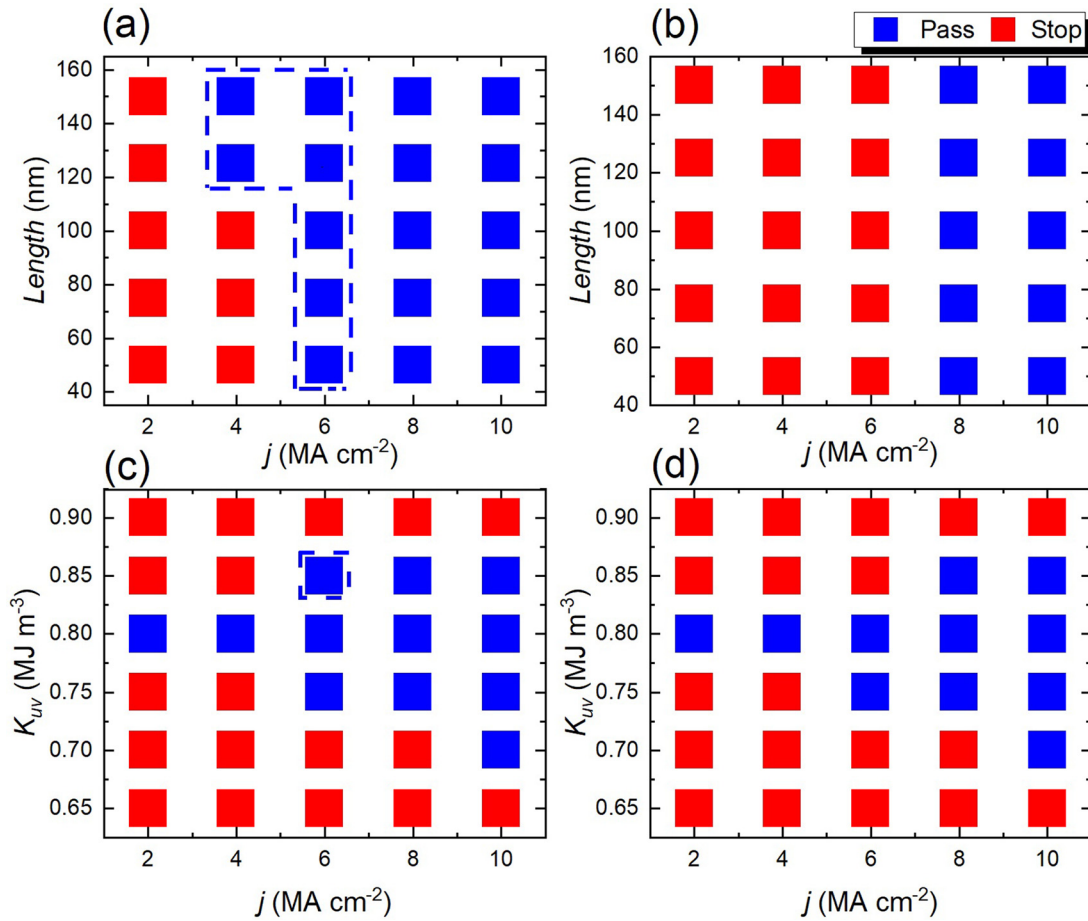 (a)
(b)
Pass Stop
160
140
120
100
80
60
40
Length (nm)
2 4 6 8 10
j (MA cm-2)
160
140
120
100
80
60
40
Length (nm)
2 4 6 8 10
j (MA cm-2)
(c)
(d)
0.90
0.85
0.80
0.75
0.70
0.65
Kuv (MJ m-3)
2 4 6 8 10
j (MA cm-2)
0.90
0.85
0.80
0.75
0.70
0.65
Kuv (MJ m-3)
2 4 6 8 10
j (MA cm-2)